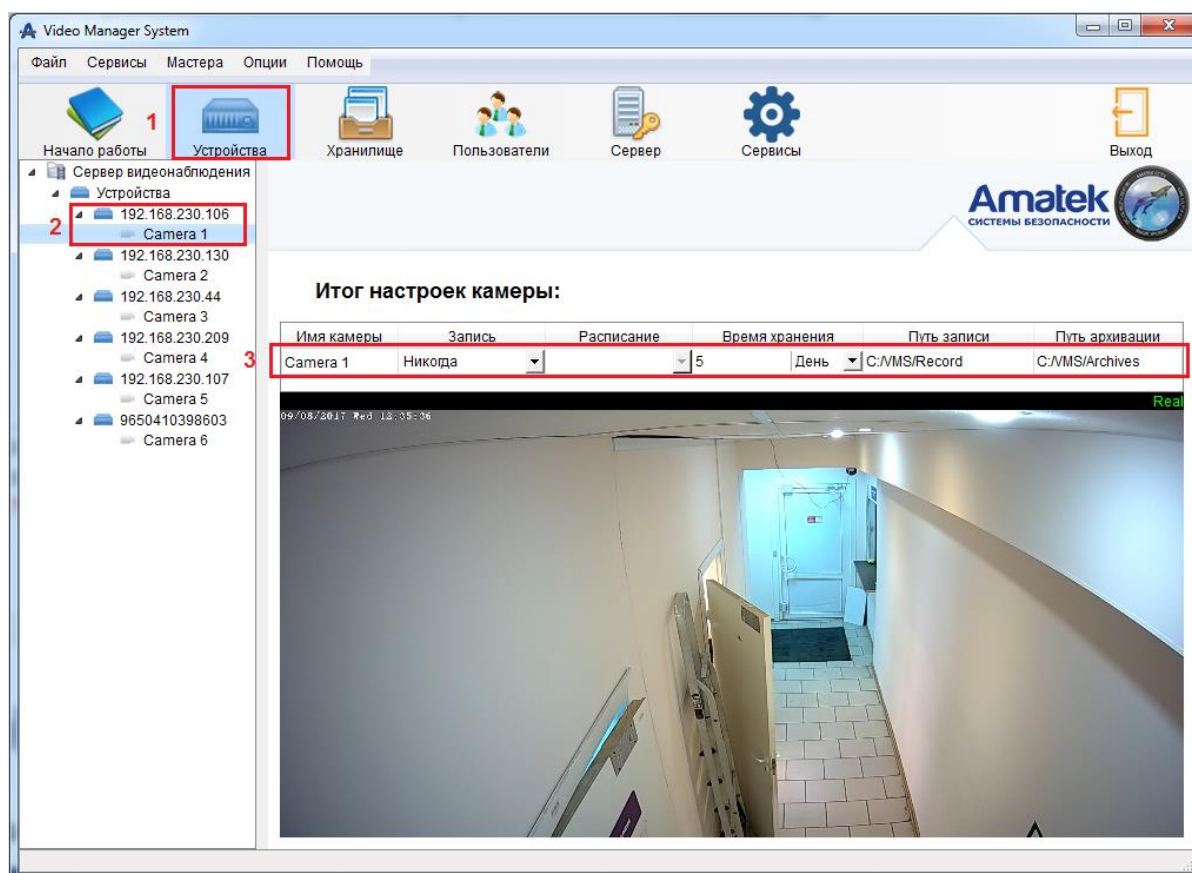 Video Manager System
Файл Сервисы Мастера Опции Помощь
1
Начало работы Устройства Хранилище Пользователи Сервер Сервисы Выход
Сервер видеонаблюдения
Устройства
2
192.168.230.106
Camera 1
192.168.230.130
Camera 2
192.168.230.44
Camera 3
192.168.230.209
Camera 4
192.168.230.107
Camera 5
9650410398603
Camera 6
Amatek
СИСТЕМЫ БЕЗОПАСНОСТИ
Итог настроек камеры:
Имя камеры Запись Расписание Время хранения Путь записи Путь архивации
3
Camera 1 Никогда 5 День C:/VMS/Record C:/VMS/Archives
Real
09/08/2017 Wed 12:35:36